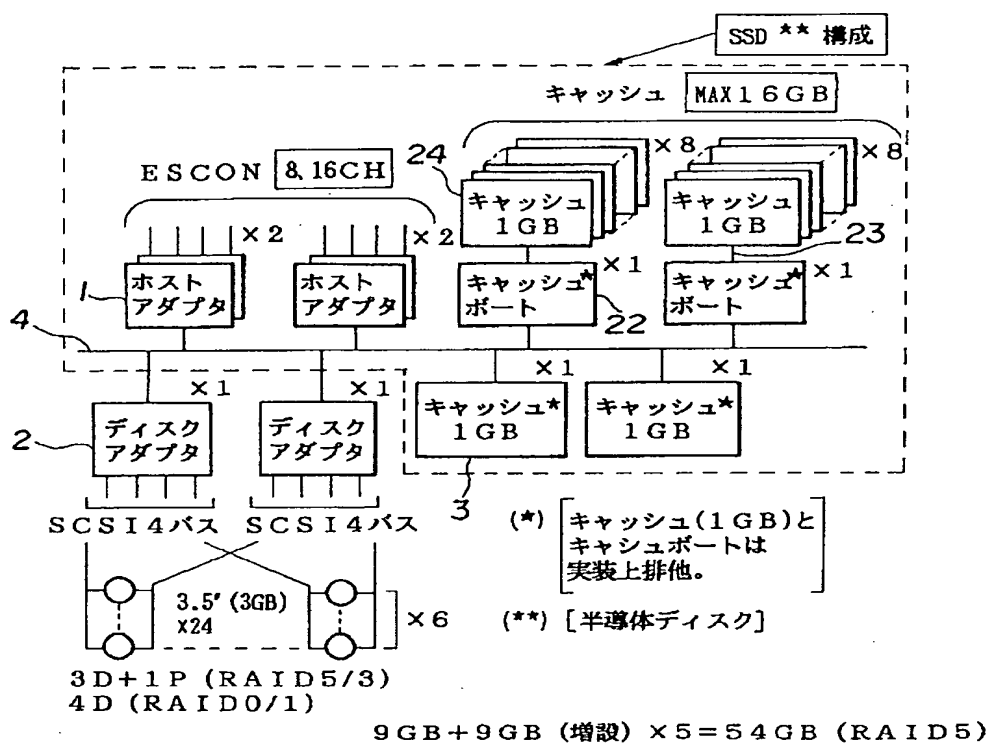 SSD ** 構成
キャッシュ MAX16GB
ESCON 8、16CH
24
×8
×8
キャッシュ
1GB
キャッシュ
1GB
23
×2
×2
×1
×1
1
ホスト
アダプタ
ホスト
アダプタ
キャッシュ*
ボート
22
キャッシュ*
ボート
4
×1
×1
×1
×1
2
ディスク
アダプタ
ディスク
アダプタ
キャッシュ*
1GB
キャッシュ*
1GB
3
SCSI4バス
SCSI4バス
(*) [キャッシュ(1GB)と
キャシュボートは
実装上排他。]
3.5" (3GB)
×24
×6
(**) [半導体ディスク]
3D+1P (RAID5/3)
4D (RAID0/1)
9GB+9GB (増設) ×5=54GB (RAID5)